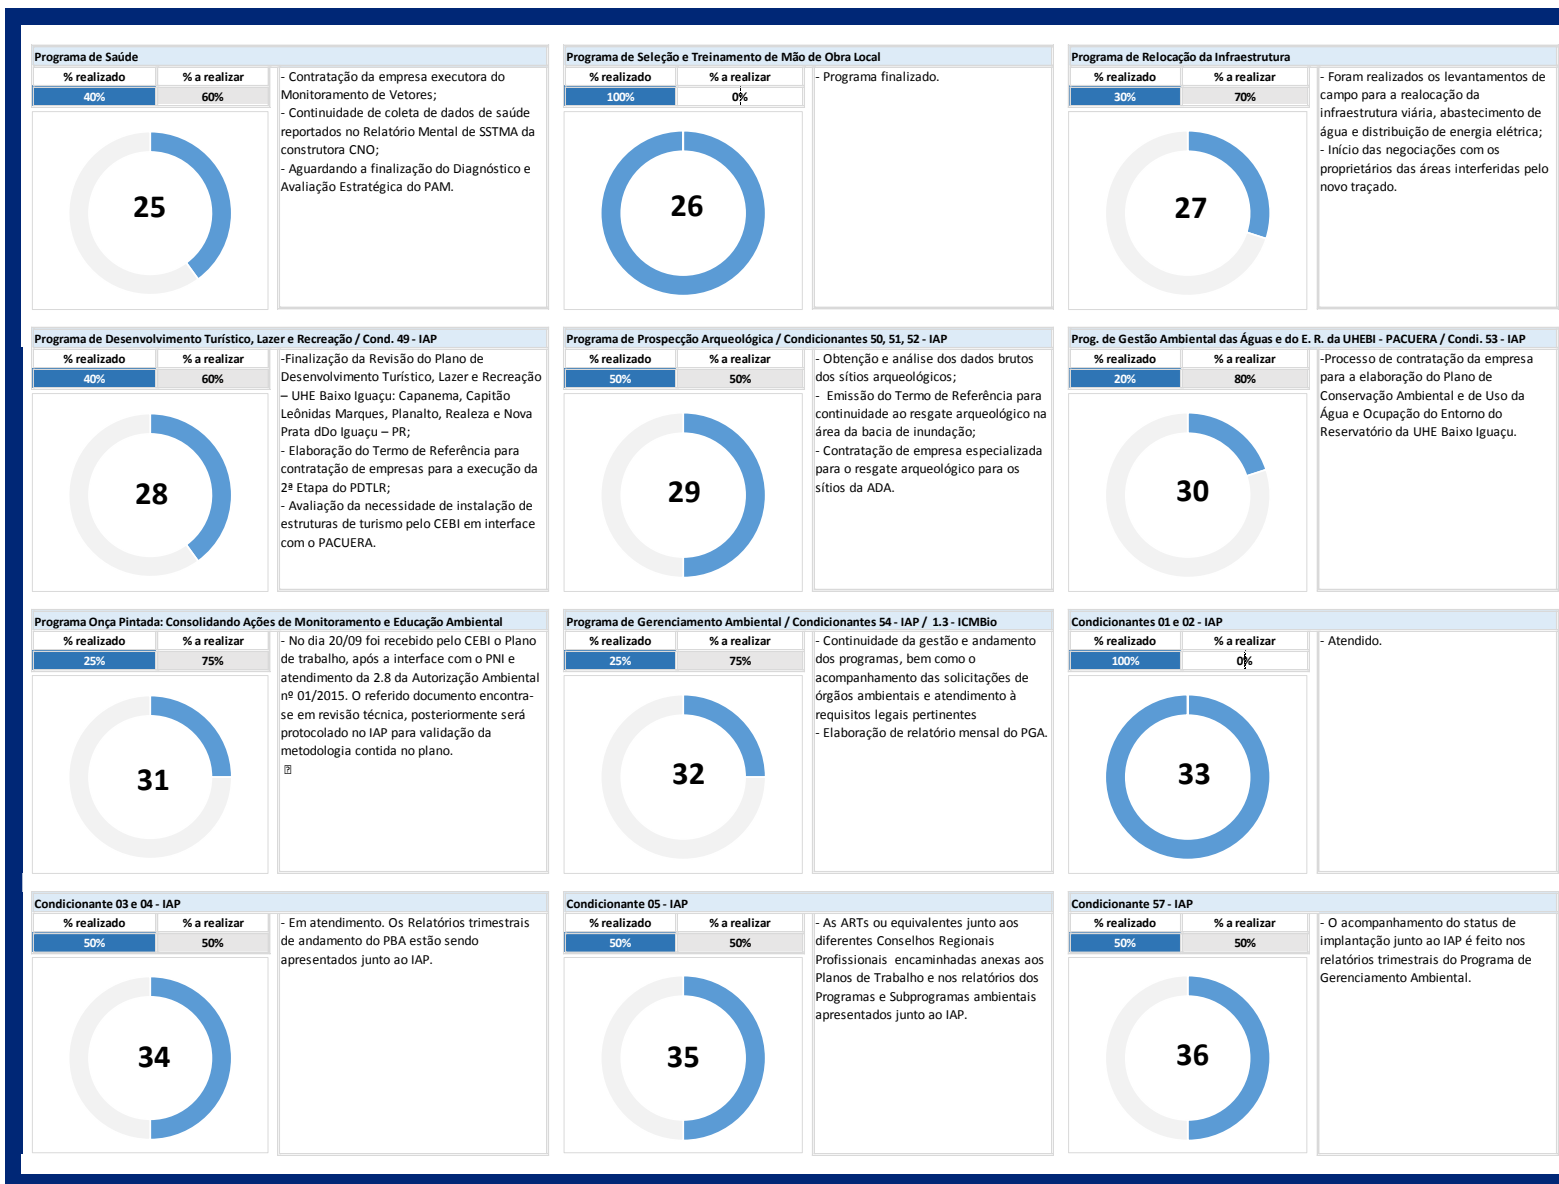 Programa de Saúde
% realizado % a realizar
40% 60%
- Contratação da empresa executora do
Monitoramento de Vetores;
- Continuidade de coleta de dados de saúde
reportados no Relatório Mental de SSTMA da
construtora CNO;
- Aguardando a finalização do Diagnóstico e
Avaliação Estratégica do PAM.
25
Programa de Seleção e Treinamento de Mão de Obra Local
% realizado % a realizar
100% 0%
- Programa finalizado.
26
Programa de Relocação da Infraestrutura
% realizado % a realizar
30% 70%
- Foram realizados os levantamentos de
campo para a realocação da
infraestrutura viária, abastecimento de
água e distribuição de energia elétrica;
- Início das negociações com os
proprietários das áreas interferidas pelo
novo traçado.
27
Programa de Desenvolvimento Turístico, Lazer e Recreação / Cond. 49 - IAP
% realizado % a realizar
40% 60%
-Finalização da Revisão do Plano de
Desenvolvimento Turístico, Lazer e Recreação
– UHE Baixo Iguaçu: Capanema, Capitão
Leônidas Marques, Planalto, Realeza e Nova
Prata dDo Iguaçu – PR;
- Elaboração do Termo de Referência para
contratação de empresas para a execução da
2ª Etapa do PDTLR;
- Avaliação da necessidade de instalação de
estruturas de turismo pelo CEBI em interface
com o PACUERA.
28
Programa de Prospecção Arqueológica / Condicionantes 50, 51, 52 - IAP
% realizado % a realizar
50% 50%
- Obtenção e análise dos dados brutos
dos sítios arqueológicos;
- Emissão do Termo de Referência para
continuidade ao resgate arqueológico na
área da bacia de inundação;
- Contratação de empresa especializada
para o resgate arqueológico para os
sítios da ADA.
29
Prog. de Gestão Ambiental das Águas e do E. R. da UHEBI - PACUERA / Condi. 53 - IAP
% realizado % a realizar
20% 80%
-Processo de contratação da empresa
para a elaboração do Plano de
Conservação Ambiental e de Uso da
Água e Ocupação do Entorno do
Reservatório da UHE Baixo Iguaçu.
30
Programa Onça Pintada: Consolidando Ações de Monitoramento e Educação Ambiental
% realizado % a realizar
25% 75%
- No dia 20/09 foi recebido pelo CEBI o Plano
de trabalho, após a interface com o PNI e
atendimento da 2.8 da Autorização Ambiental
nº 01/2015. O referido documento encontra-
se em revisão técnica, posteriormente será
protocolado no IAP para validação da
metodologia contida no plano.
31
Programa de Gerenciamento Ambiental / Condicionantes 54 - IAP / 1.3 - ICMBio
% realizado % a realizar
25% 75%
- Continuidade da gestão e andamento
dos programas, bem como o
acompanhamento das solicitações de
órgãos ambientais e atendimento à
requisitos legais pertinentes
- Elaboração de relatório mensal do PGA.
32
Condicionantes 01 e 02 - IAP
% realizado % a realizar
100% 0%
- Atendido.
33
Condicionante 03 e 04 - IAP
% realizado % a realizar
50% 50%
- Em atendimento. Os Relatórios trimestrais
de andamento do PBA estão sendo
apresentados junto ao IAP.
34
Condicionante 05 - IAP
% realizado % a realizar
50% 50%
- As ARTs ou equivalentes junto aos
diferentes Conselhos Regionais
Profissionais encaminhadas anexas aos
Planos de Trabalho e nos relatórios dos
Programas e Subprogramas ambientais
apresentados junto ao IAP.
35
Condicionante 57 - IAP
% realizado % a realizar
50% 50%
- O acompanhamento do status de
implantação junto ao IAP é feito nos
relatórios trimestrais do Programa de
Gerenciamento Ambiental.
36